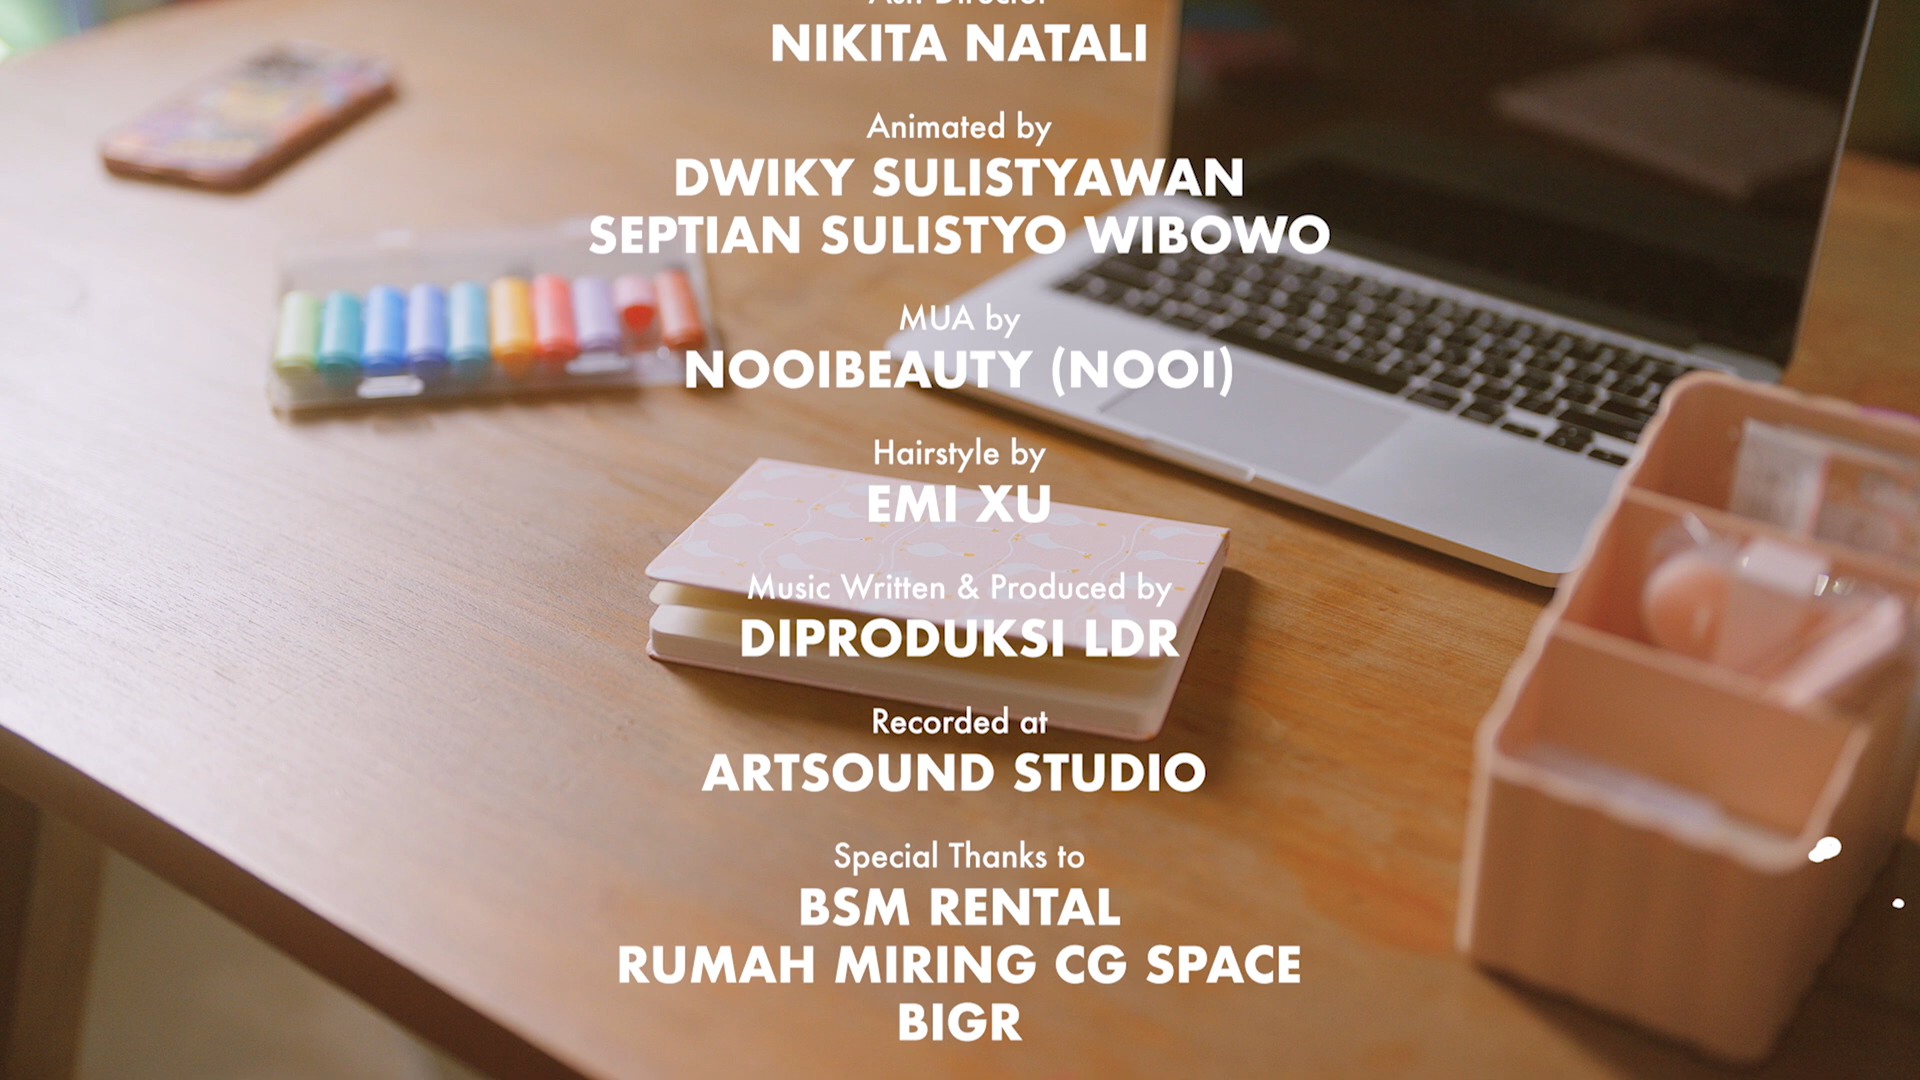 NIKITA NATALI
Animated by
DWIKY SULISTYAWAN
SEPTIAN SULISTYO WIBOWO
MUA by
NOOIBEAUTY (NOOI)
Hairstyle by
EMI XU
Music Written & Produced by
DIPRODUKSI LDR
Recorded at
ARTSOUND STUDIO
Special Thanks to
BSM RENTAL
RUMAH MIRING CG SPACE
BIGR